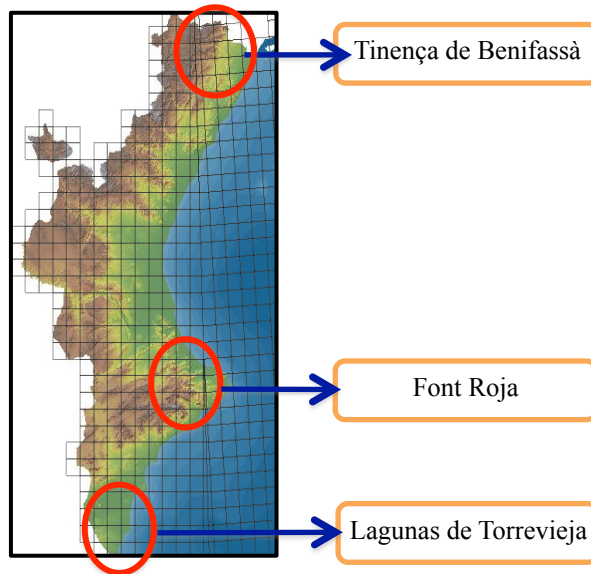 Tinença de Benifassà
Font Roja
Lagunas de Torrevieja